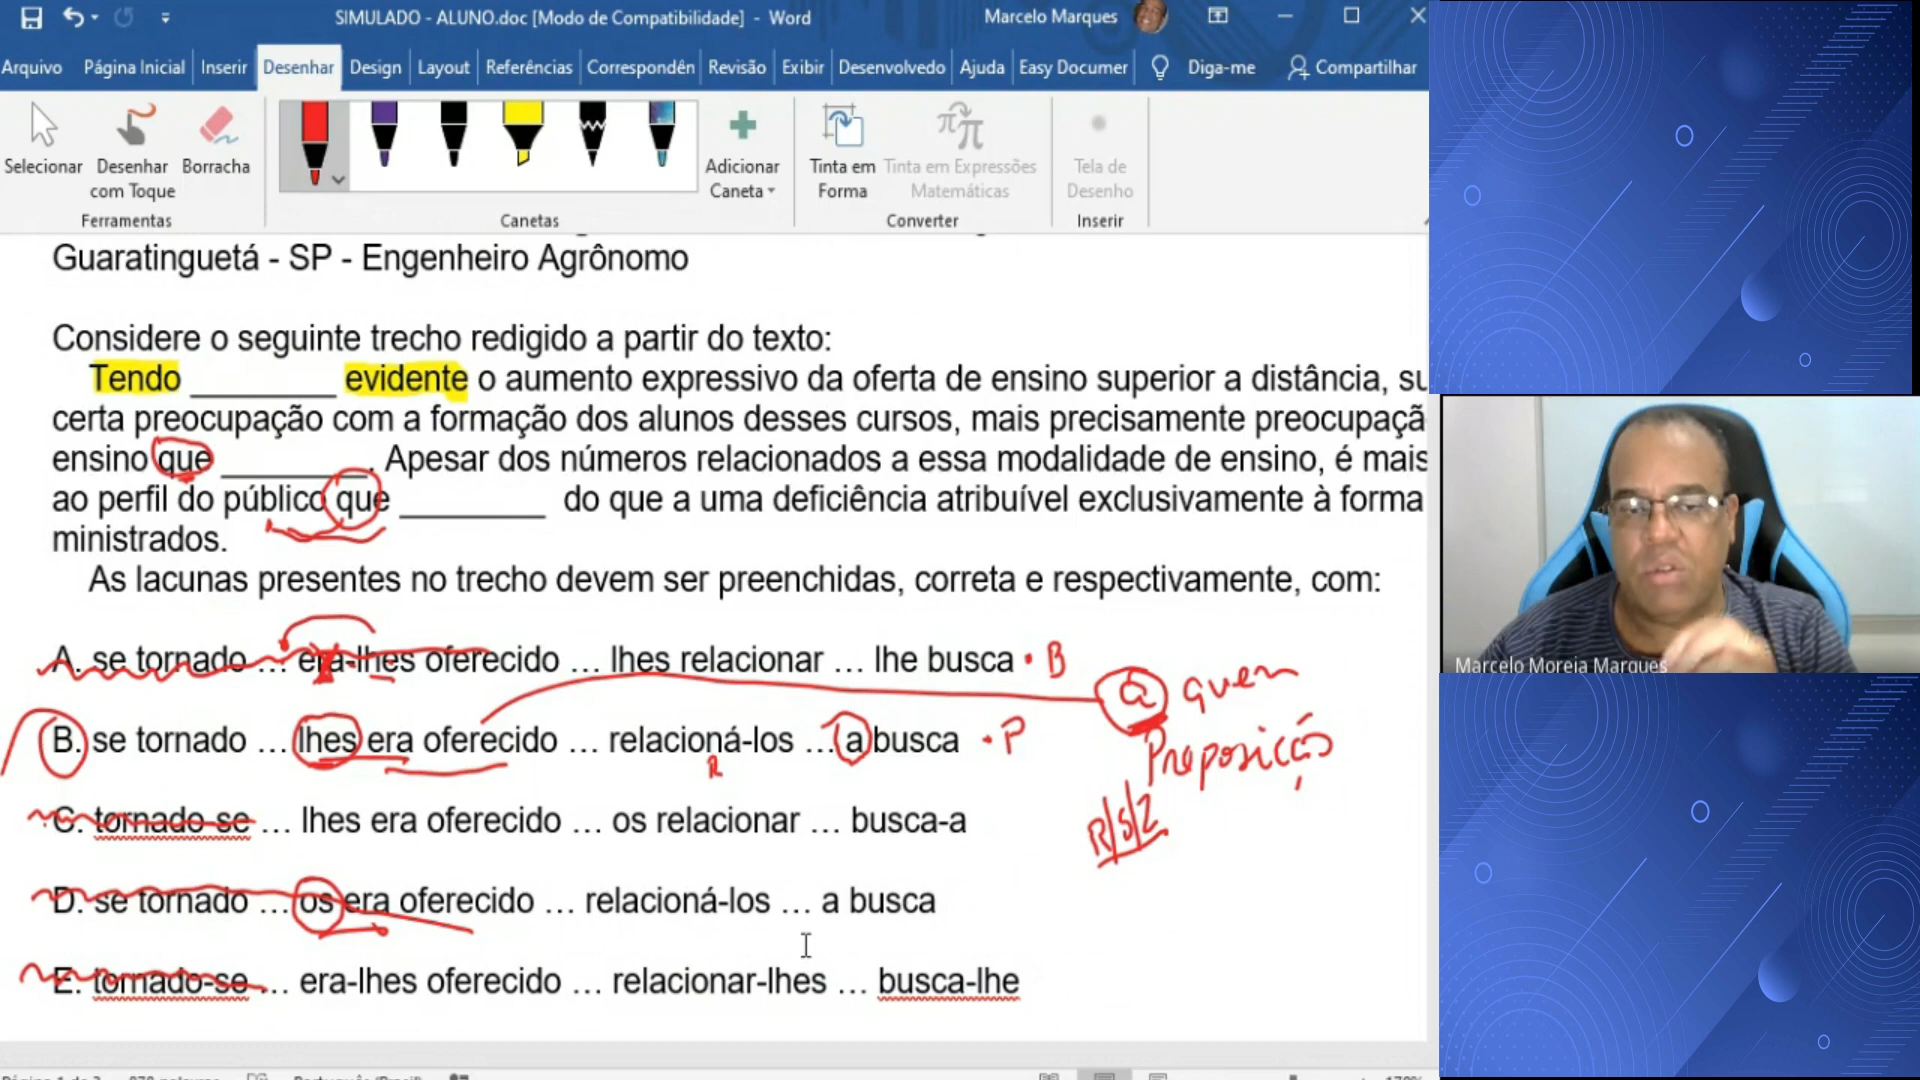 SIMULADO - ALUNO.doc [Modo de Compatibilidade] - Word
Marcelo Marques
Arquivo Página Inicial Inserir Desenhar Design Layout Referências Correspondên Revisão Exibir Desenvolvedo Ajuda Easy Documer Diga-me Compartilhar
Selecionar
Desenhar com Toque
Borracha
Adicionar Caneta
Tinta em Forma
Tinta em Expressões Matemáticas
Tela de Desenho
Ferramentas Canetas Converter Inserir
Guaratinguetá - SP - Engenheiro Agrônomo
Considere o seguinte trecho redigido a partir do texto:
Tendo ________ evidente o aumento expressivo da oferta de ensino superior a distância, su
certa preocupação com a formação dos alunos desses cursos, mais precisamente preocupaçã
ensino que ________. Apesar dos números relacionados a essa modalidade de ensino, é mais
ao perfil do público que ________ do que a uma deficiência atribuível exclusivamente à forma
ministrados.
As lacunas presentes no trecho devem ser preenchidas, correta e respectivamente, com:
A. se tornado … era-lhes oferecido … lhes relacionar … lhe busca . B
a quem
B. se tornado … lhes era oferecido … relacioná-los … a busca . P
R
Preposição
C. tornado-se … lhes era oferecido … os relacionar … busca-a
R/S/Z
D. se tornado … os era oferecido … relacioná-los … a busca
E. tornado-se … era-lhes oferecido … relacionar-lhes … busca-lhe
Marcelo Moreia Marques